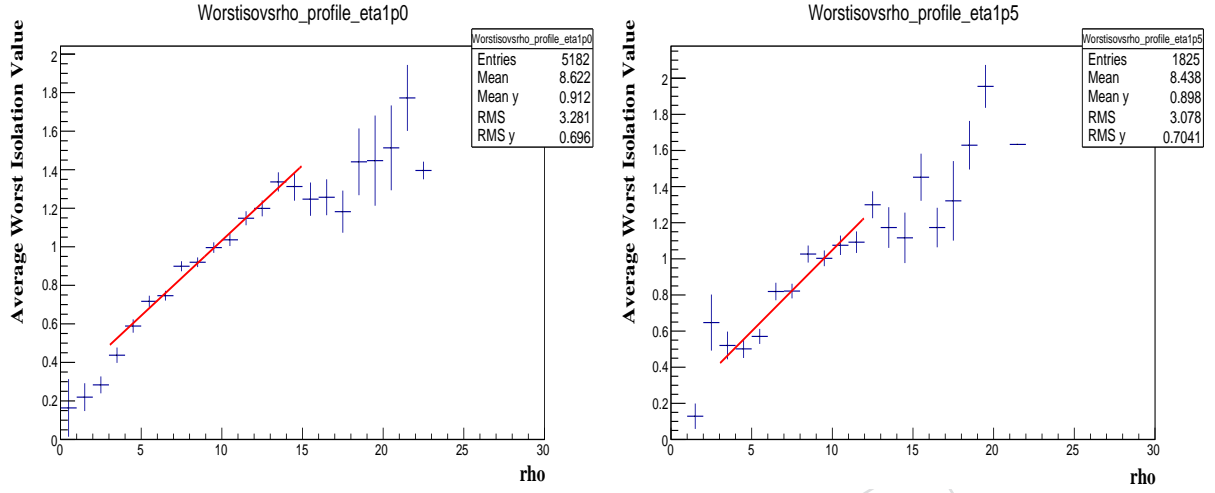 Worstisovsrho_profile_eta1p0
Worstisovsrho_profile_eta1p0
Entries 5182
Mean 8.622
Mean y 0.912
RMS 3.281
RMS y 0.696
Average Worst Isolation Value
2
1.8
1.6
1.4
1.2
1
0.8
0.6
0.4
0.2
0
0 5 10 15 20 25 30
rho
Worstisovsrho_profile_eta1p5
Worstisovsrho_profile_eta1p5
Entries 1825
Mean 8.438
Mean y 0.898
RMS 3.078
RMS y 0.7041
Average Worst Isolation Value
2
1.8
1.6
1.4
1.2
1
0.8
0.6
0.4
0.2
0
0 5 10 15 20 25 30
rho